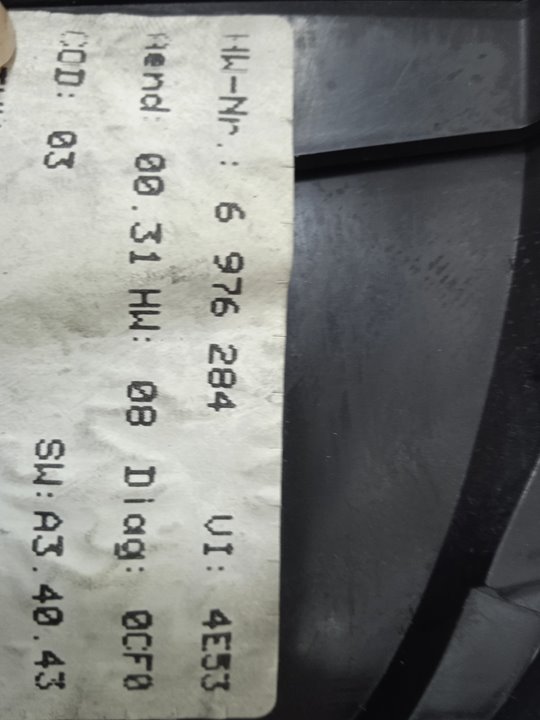 HW-Nr.: 6 976 284 VI: 4E53
Aend: 00.31 HW: 08 Diag: 0CF0
COD: 03 SW:A3.40.43